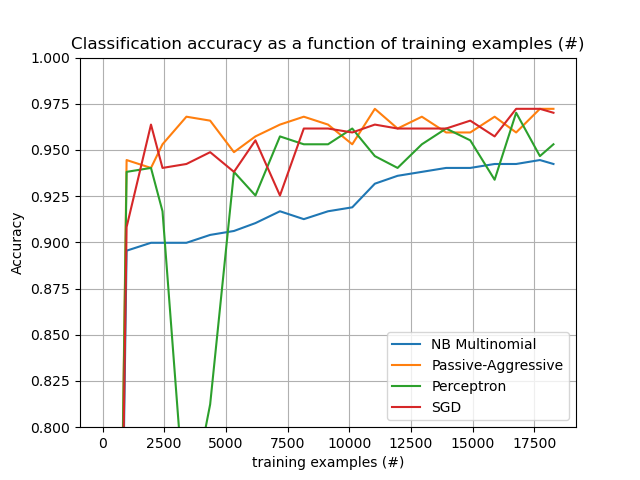 Classification accuracy as a function of training examples (#)
1.000
0.975
0.950
0.925
0.900
0.875
0.850
0.825
0.800
Accuracy
NB Multinomial
Passive-Aggressive
Perceptron
SGD
0 2500 5000 7500 10000 12500 15000 17500
training examples (#)